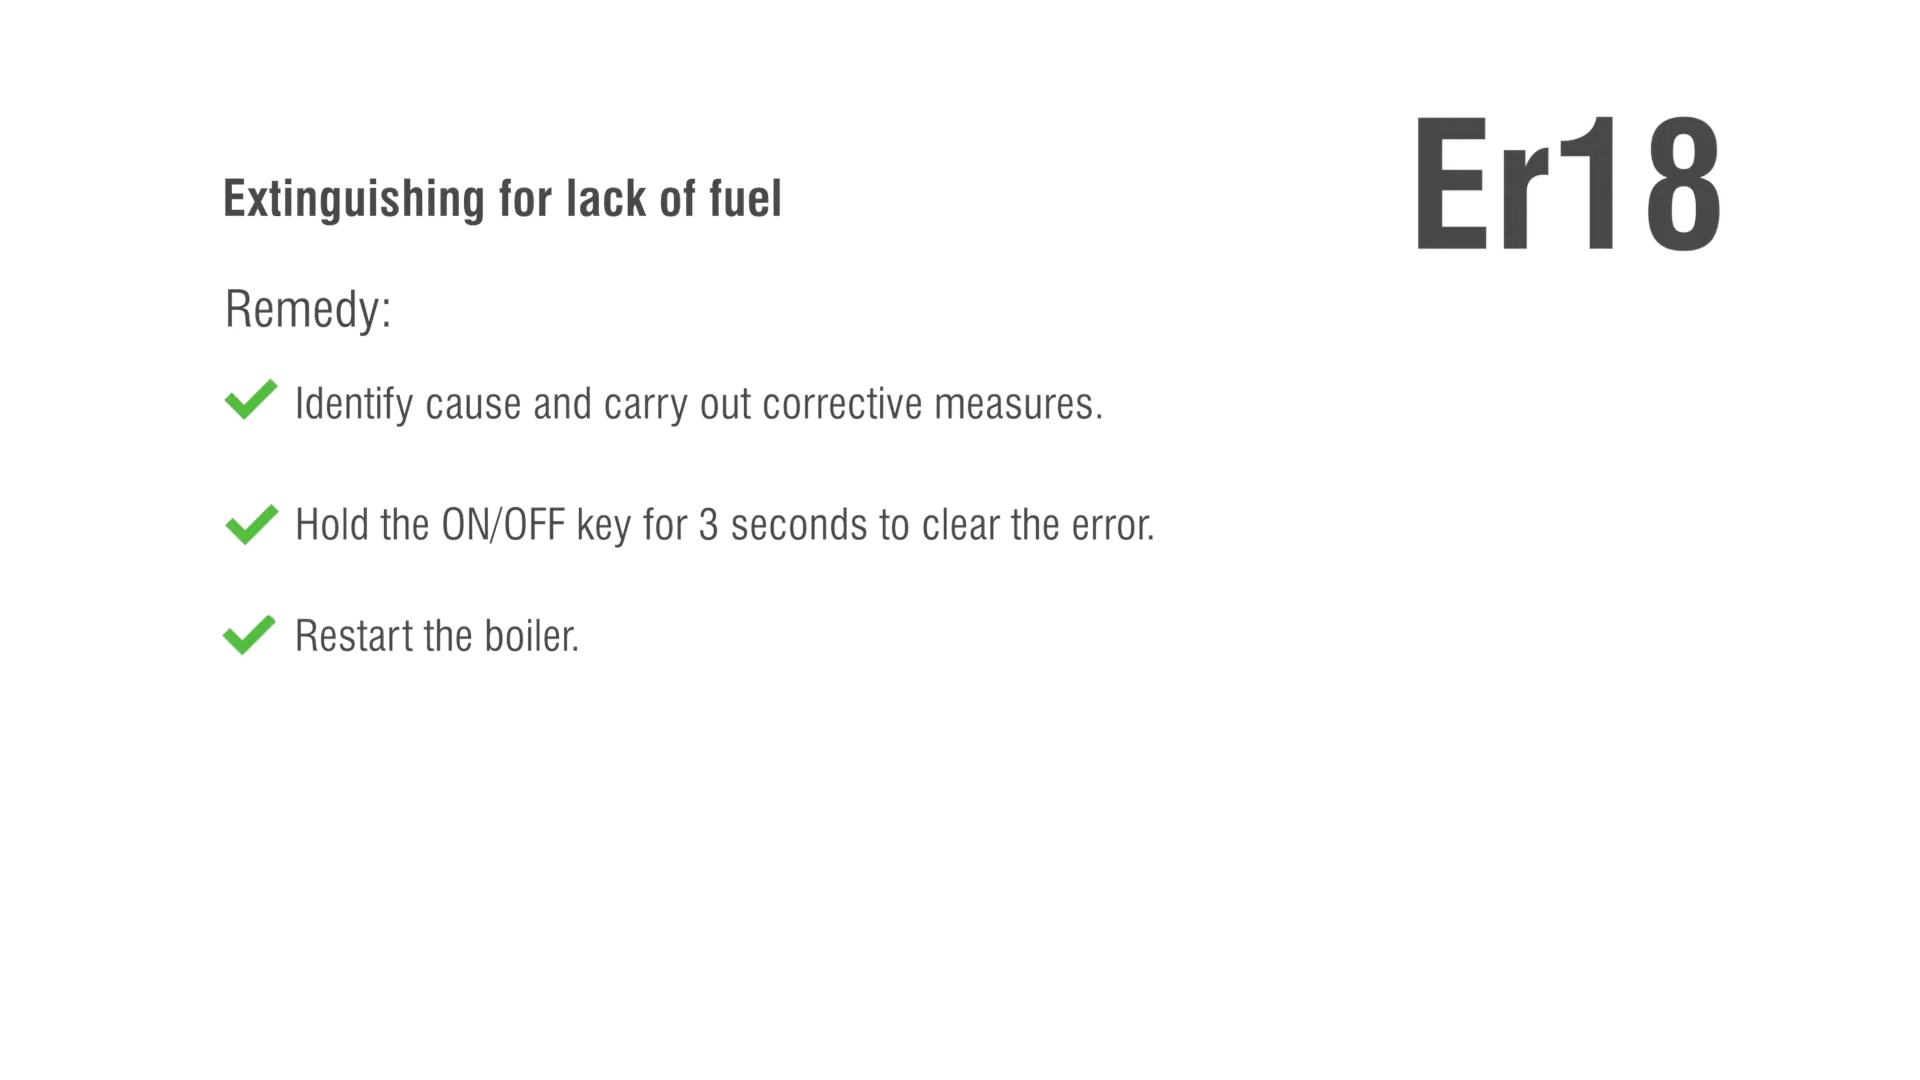 Er18
Extinguishing for lack of fuel
Remedy:
Identify cause and carry out corrective measures.
Hold the ON/OFF key for 3 seconds to clear the error.
Restart the boiler.